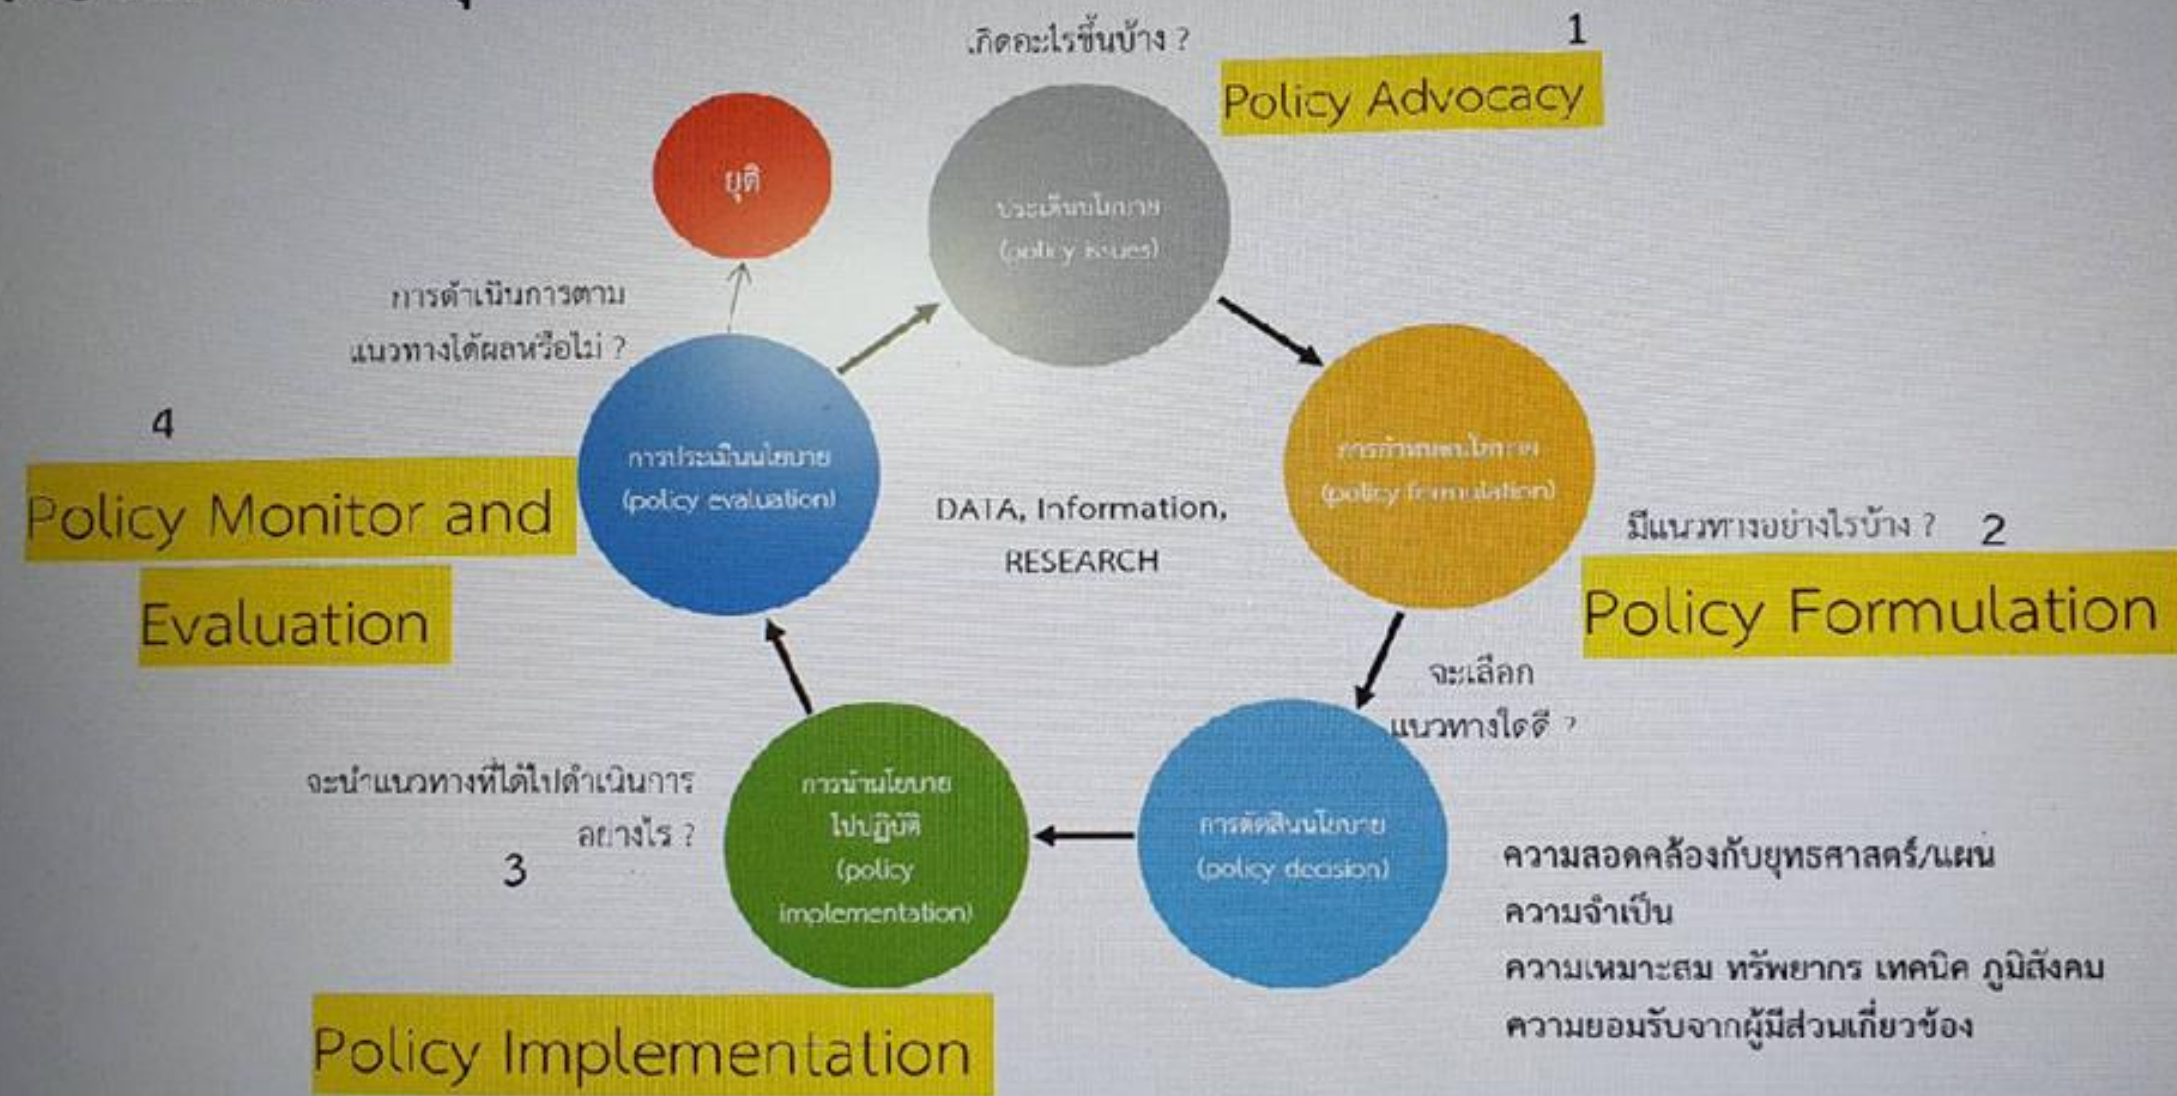 เกิดอะไรขึ้นบ้าง ?
1
Policy Advocacy
ยุติ
ประเด็นนโยบาย
(policy issues)
การดำเนินการตาม
แนวทางได้ผลหรือไม่ ?
4
Policy Monitor and
Evaluation
การประเมินนโยบาย
(policy evaluation)
DATA, Information,
RESEARCH
การกำหนดนโยบาย
(policy formulation)
มีแนวทางอย่างไรบ้าง ?
2
Policy Formulation
จะเลือก
แนวทางใดดี ?
การตัดสินนโยบาย
(policy decision)
ความสอดคล้องกับยุทธศาสตร์/แผน
ความจำเป็น
ความเหมาะสม ทรัพยากร เทคนิค ภูมิสังคม
ความยอมรับจากผู้มีส่วนเกี่ยวข้อง
จะนำแนวทางที่ได้ไปดำเนินการ
อย่างไร ?
3
การนำนโยบาย
ไปปฏิบัติ
(policy
implementation)
Policy Implementation